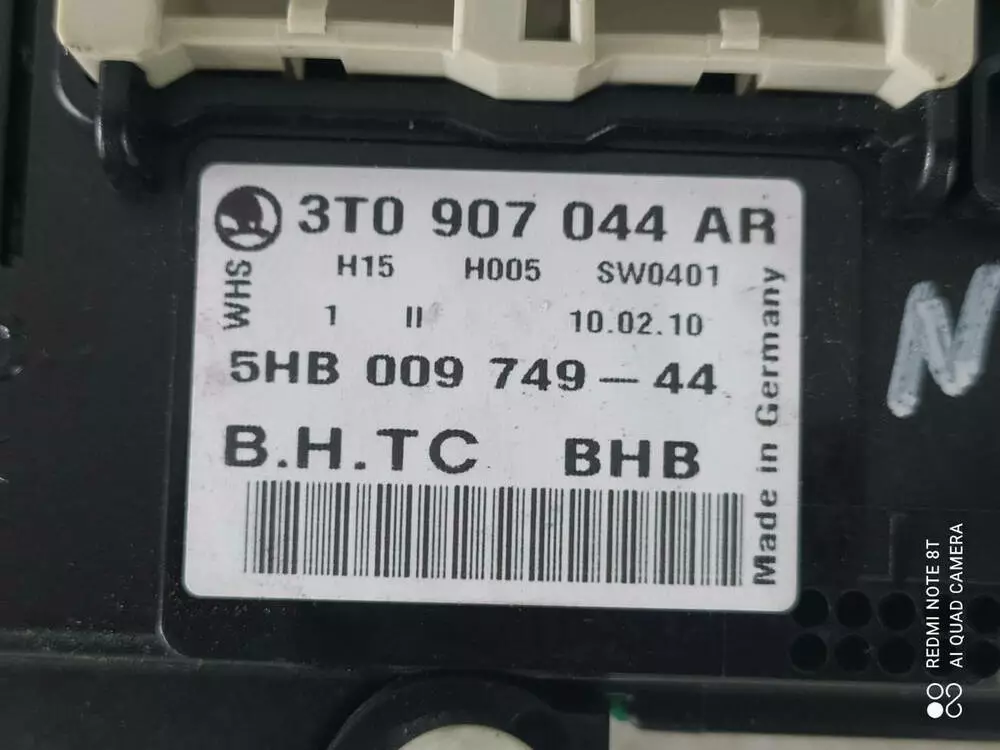 3T0 907 044 AR
WHS
H15 H005 SW0401
1 II 10.02.10
5HB 009 749 – 44
B.H.TC BHB
Made in Germany
N
REDMI NOTE 8T
AI QUAD CAMERA